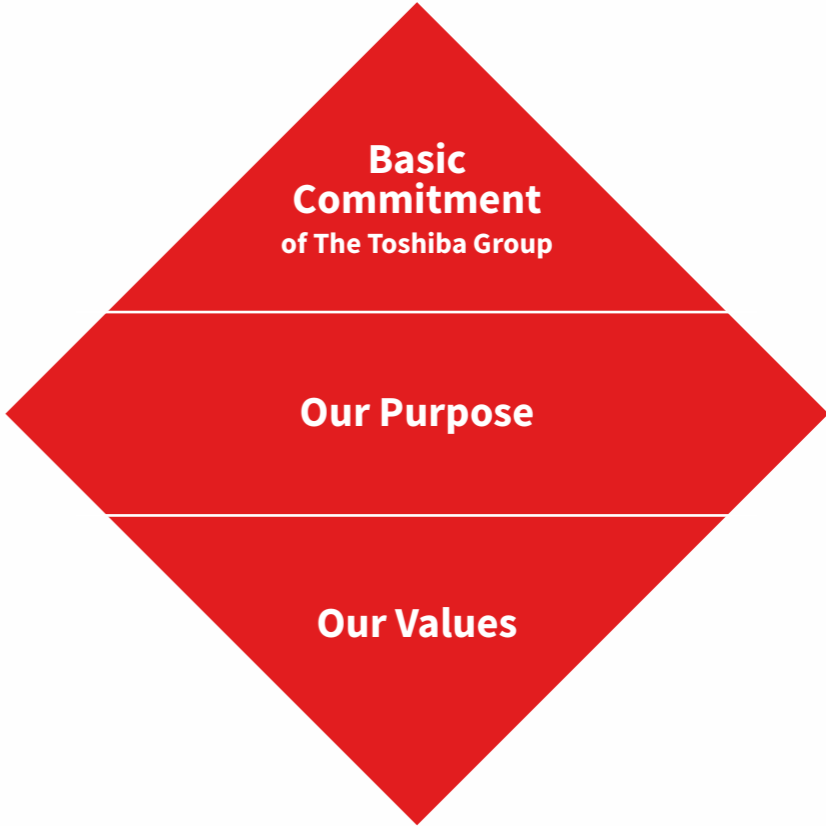 Basic
Commitment
of The Toshiba Group
Our Purpose
Our Values